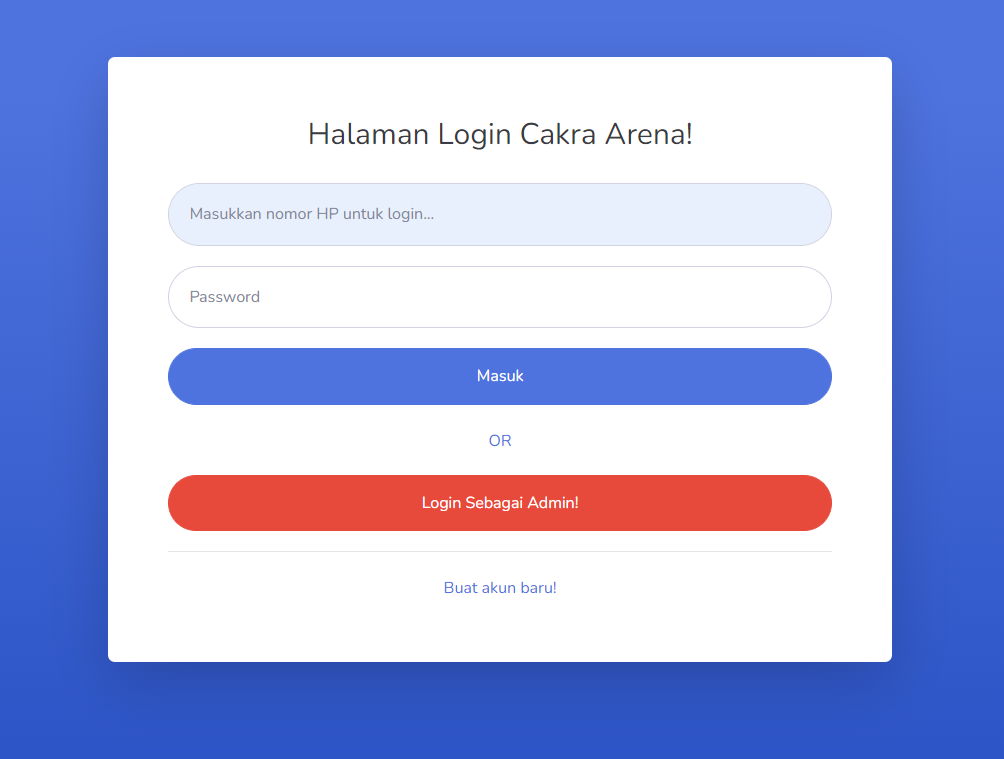 Halaman Login Cakra Arena!
Masukkan nomor HP untuk login...
Password
Masuk
OR
Login Sebagai Admin!
Buat akun baru!